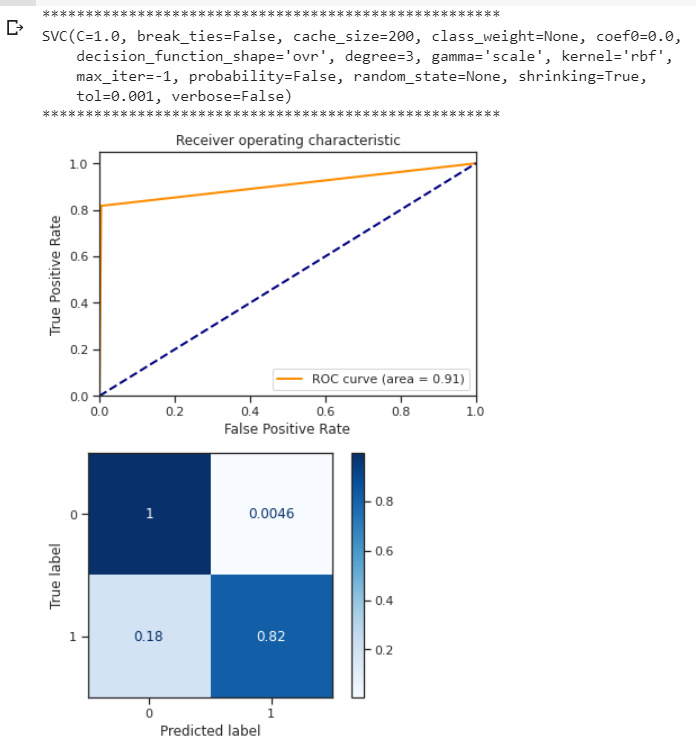 ******************************************************
SVC(C=1.0, break_ties=False, cache_size=200, class_weight=None, coef0=0.0,
decision_function_shape='ovr', degree=3, gamma='scale', kernel='rbf',
max_iter=-1, probability=False, random_state=None, shrinking=True,
tol=0.001, verbose=False)
******************************************************
Receiver operating characteristic
1.0
0.8
0.6
0.4
0.2
0.0
True Positive Rate
ROC curve (area = 0.91)
0.0 0.2 0.4 0.6 0.8 1.0
False Positive Rate
0
1
True label
1 0.0046
0.18 0.82
0 1
Predicted label
0.8
0.6
0.4
0.2